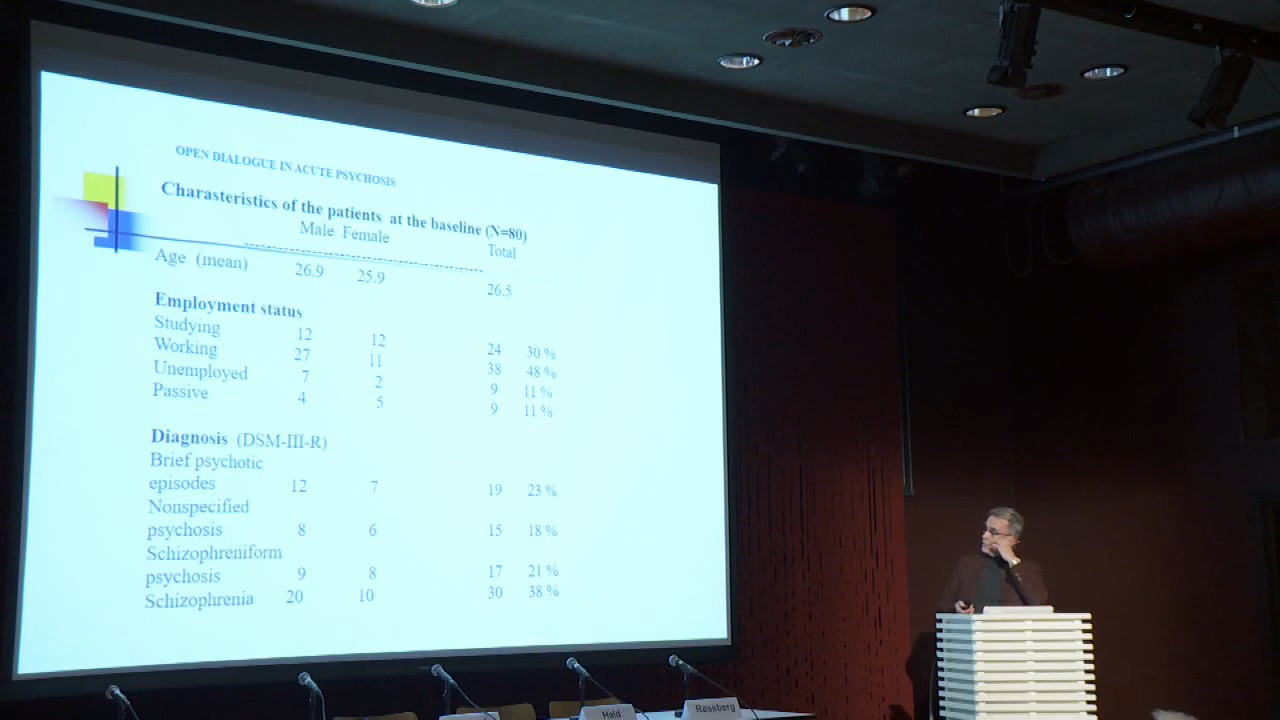 OPEN DIALOGUE IN ACUTE PSYCHOSIS
Charasteristics of the patients at the baseline (N=80)
Male Female Total
Age (mean) 26.9 25.9 26.5
Employment status
Studying 12 12 24 30 %
Working 27 11 38 48 %
Unemployed 7 2 9 11 %
Passive 4 5 9 11 %
Diagnosis (DSM-III-R)
Brief psychotic
episodes 12 7 19 23 %
Nonspecified
psychosis 8 6 15 18 %
Schizophreniform
psychosis 9 8 17 21 %
Schizophrenia 20 10 30 38 %
Hald
Røssberg